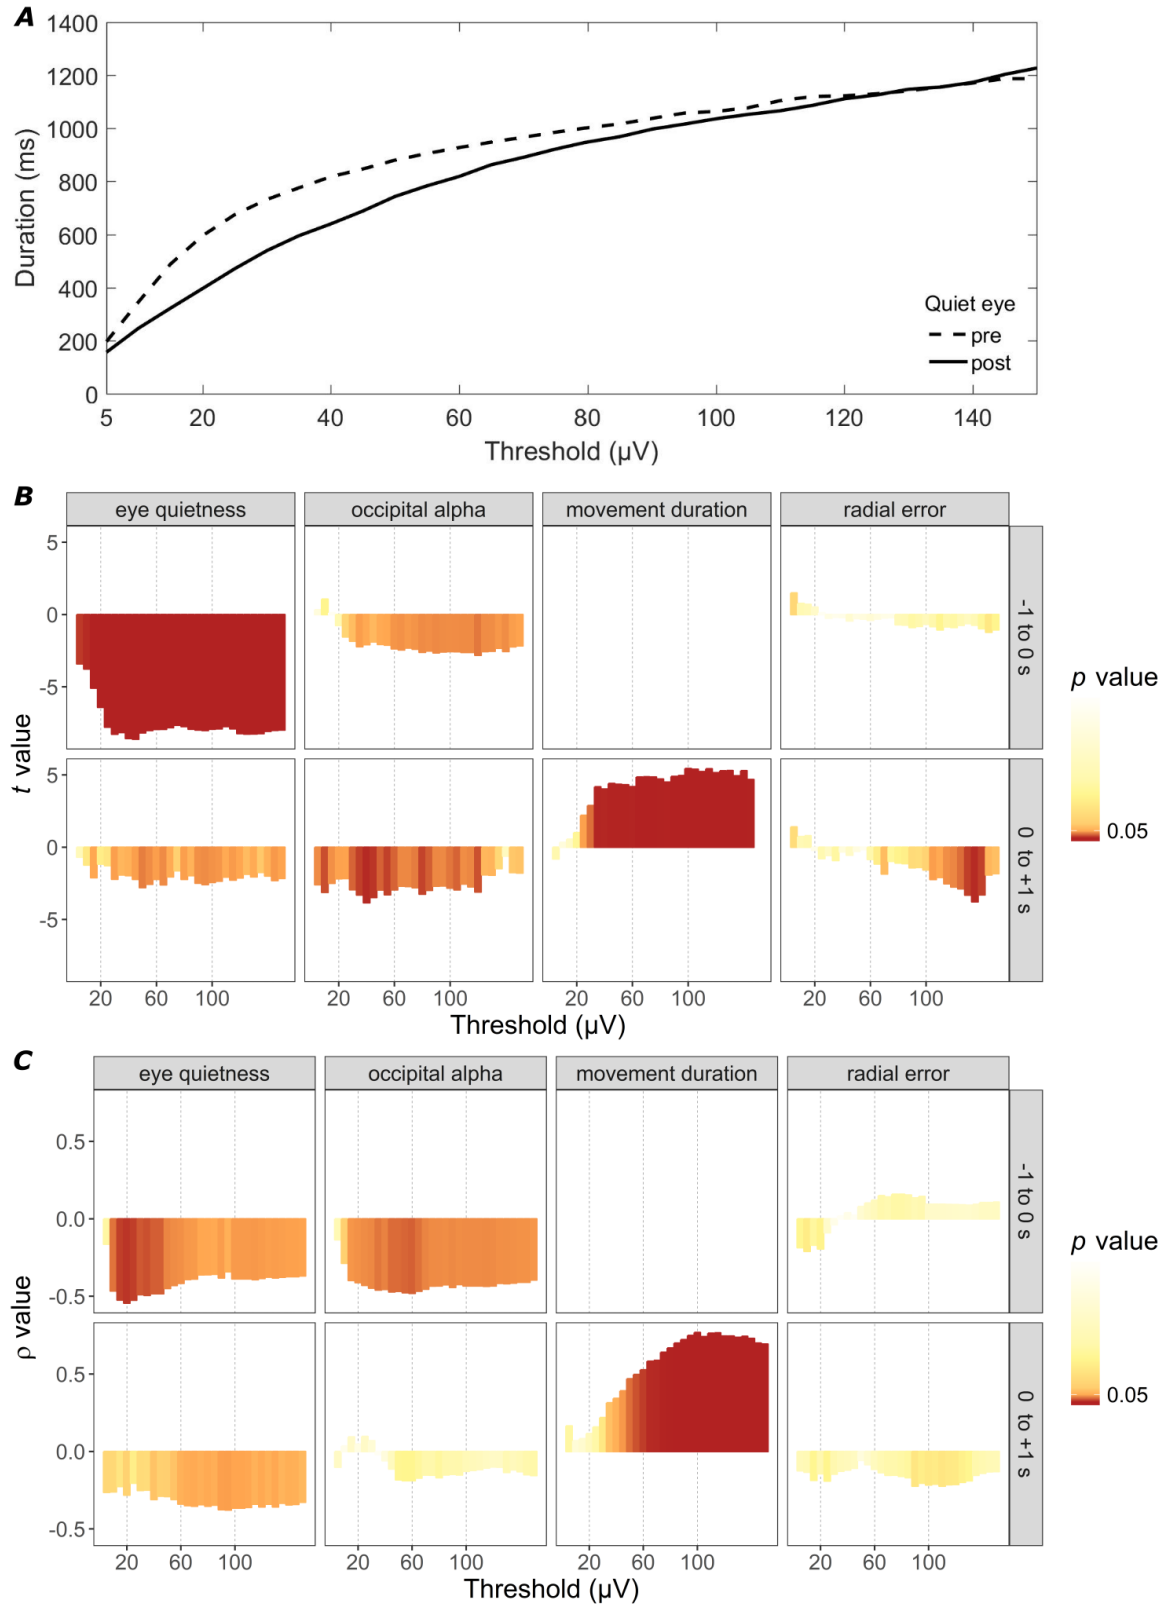 A
1400
1200
1000
800
600
400
200
0
Duration (ms)
5 20 40 60 80 100 120 140
Threshold (µV)
Quiet eye
pre
post
B
eye quietness occipital alpha movement duration radial error
5
0
-5
-1 to 0 s
t value
5
0
-5
0 to +1 s
20 60 100 20 60 100 20 60 100 20 60 100
Threshold (µV)
p value
0.05
C
eye quietness occipital alpha movement duration radial error
0.5
0.0
-0.5
-1 to 0 s
ρ value
0.5
0.0
-0.5
0 to +1 s
20 60 100 20 60 100 20 60 100 20 60 100
Threshold (µV)
p value
0.05